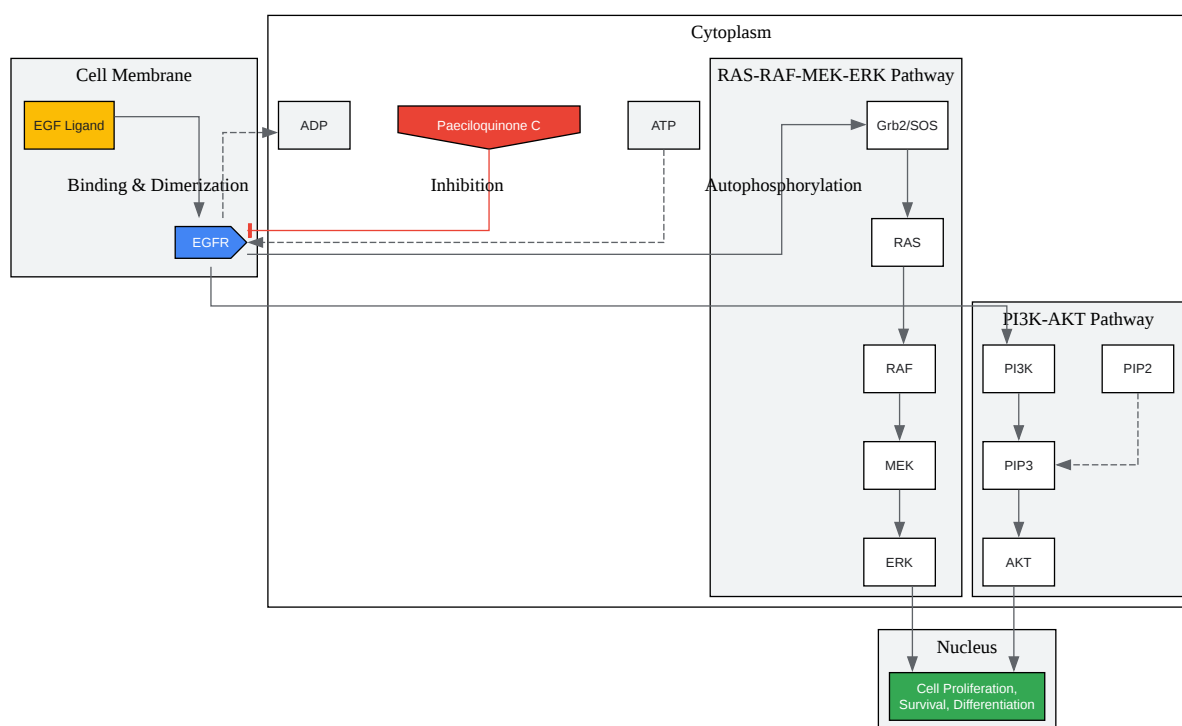 Cytoplasm
Cell Membrane
RAS-RAF-MEK-ERK Pathway
EGF Ligand
ADP
Paeciloquinone C
ATP
Grb2/SOS
Binding & Dimerization
Inhibition
Autophosphorylation
EGFR
RAS
PI3K-AKT Pathway
RAF
PI3K
PIP2
MEK
PIP3
ERK
AKT
Nucleus
Cell Proliferation,
Survival, Differentiation